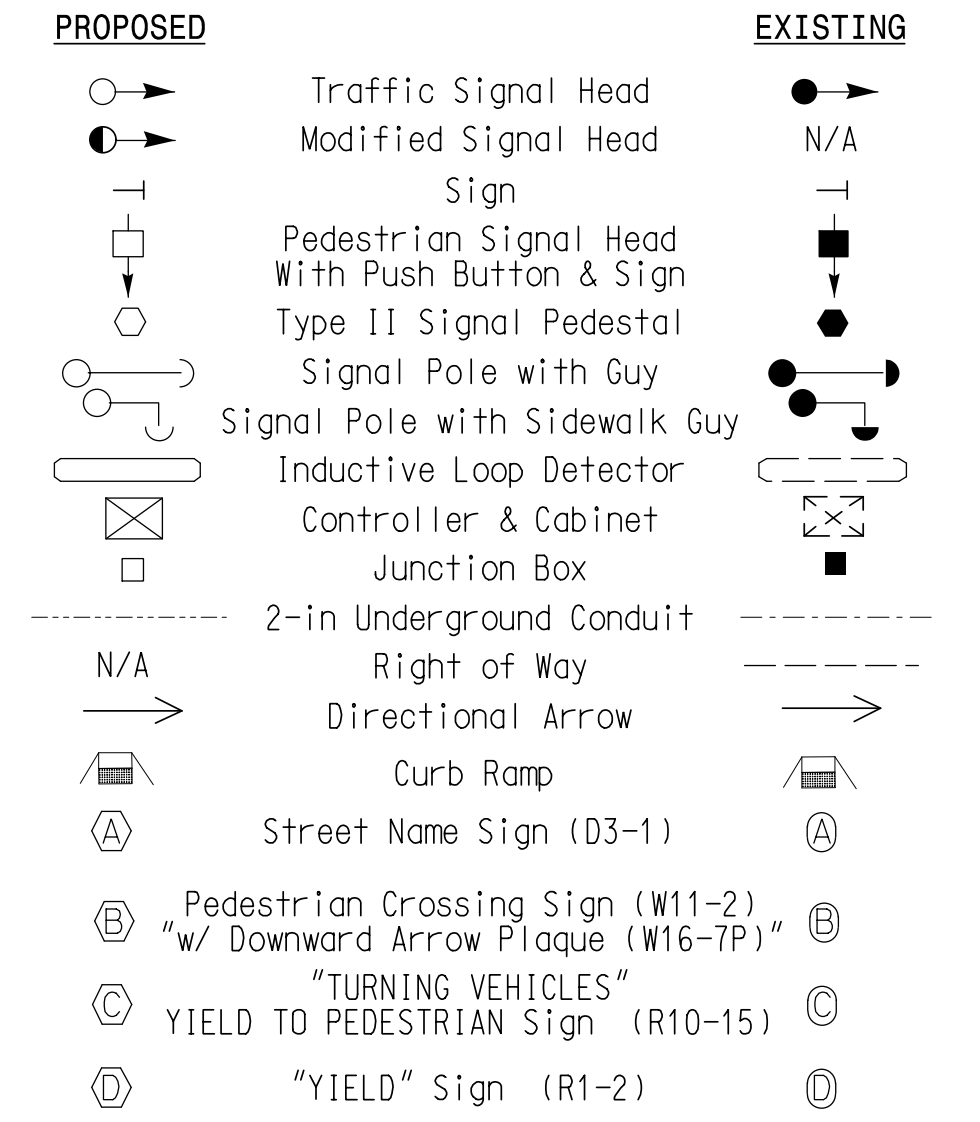 PROPOSED EXISTING
Traffic Signal Head
Modified Signal Head N/A
Sign
Pedestrian Signal Head
With Push Button & Sign
Type II Signal Pedestal
Signal Pole with Guy
Signal Pole with Sidewalk Guy
Inductive Loop Detector
Controller & Cabinet
Junction Box
2-in Underground Conduit
N/A Right of Way
Directional Arrow
Curb Ramp
A Street Name Sign (D3-1) A
Pedestrian Crossing Sign (W11-2)
B "w/ Downward Arrow Plaque (W16-7P)" B
"TURNING VEHICLES"
C YIELD TO PEDESTRIAN Sign (R10-15) C
D "YIELD" Sign (R1-2) D